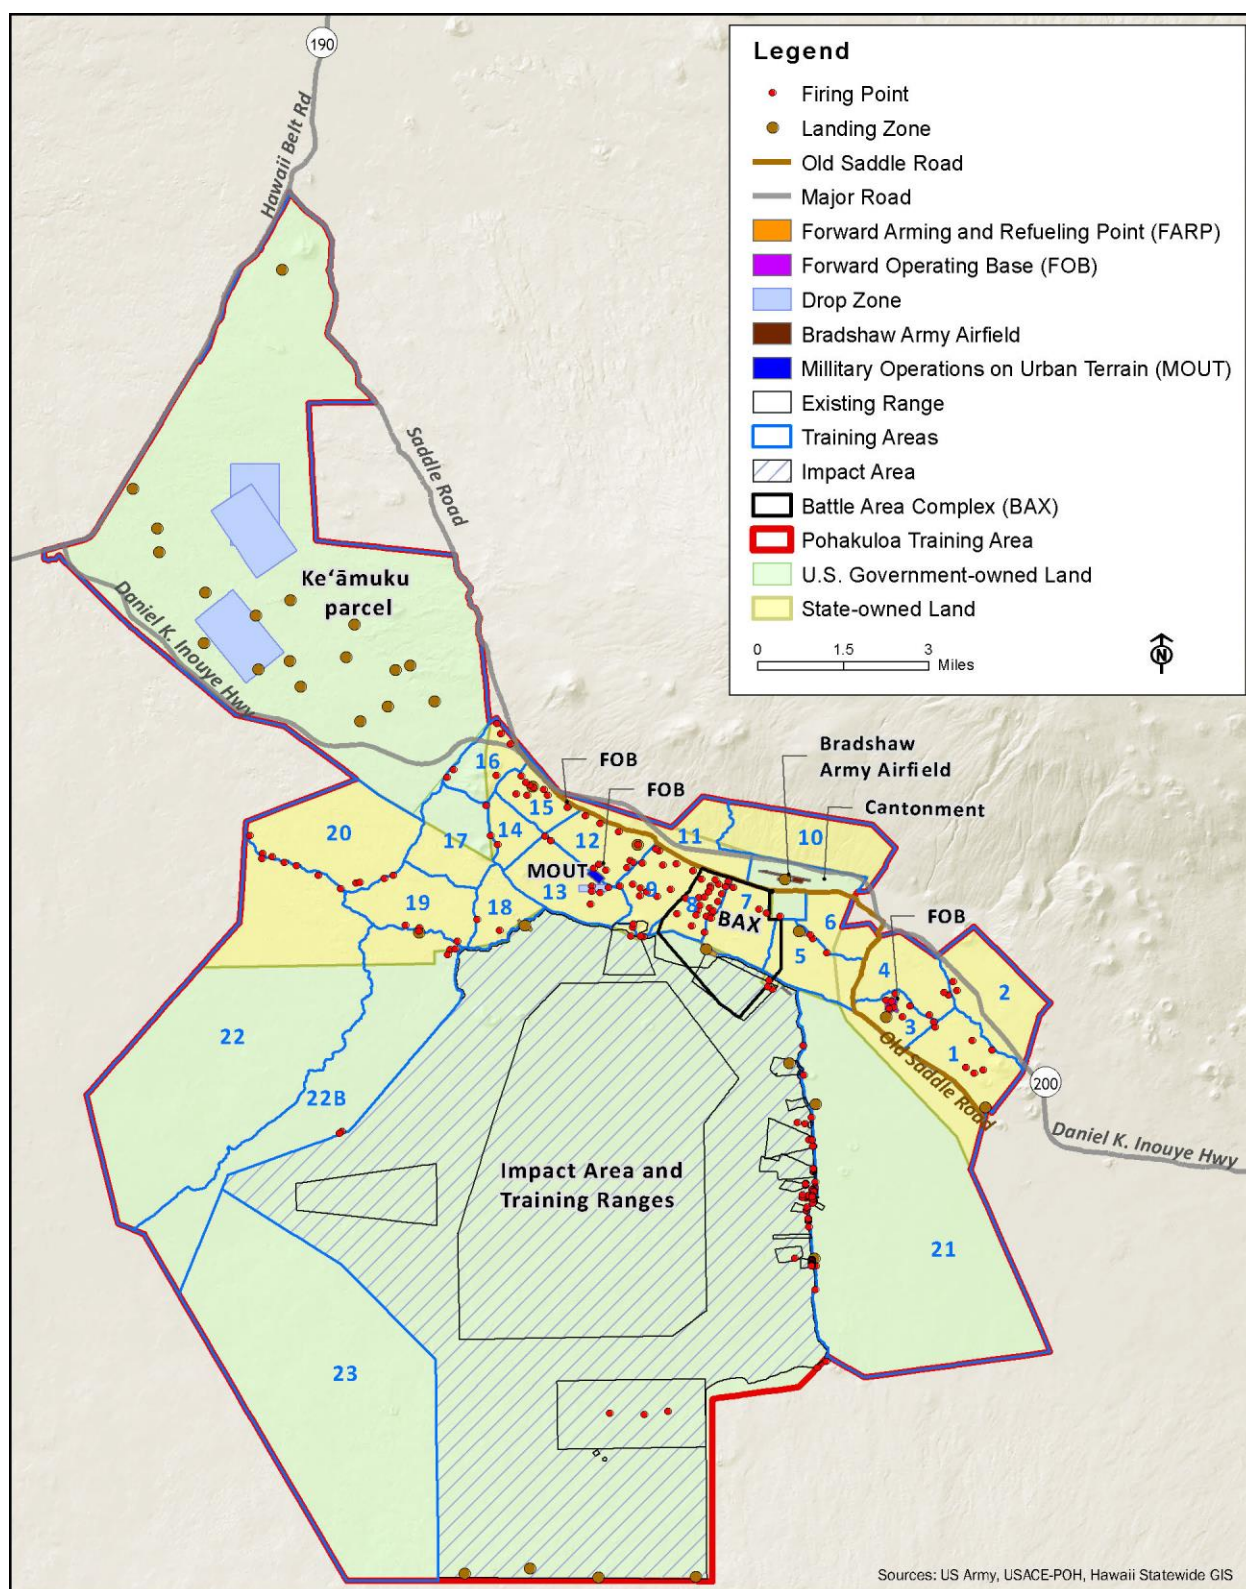 190
Hawaii Belt Rd
Legend
Firing Point
Landing Zone
Old Saddle Road
Major Road
Forward Arming and Refueling Point (FARP)
Forward Operating Base (FOB)
Drop Zone
Bradshaw Army Airfield
Millitary Operations on Urban Terrain (MOUT)
Existing Range
Training Areas
Impact Area
Battle Area Complex (BAX)
Pohakuloa Training Area
U.S. Government-owned Land
State-owned Land
0 1.5 3
Miles
N
Saddle Road
Ke‘āmuku
parcel
Daniel K. Inouye Hwy
Bradshaw
Army Airfield
FOB
FOB
Cantonment
16
15
14
12
11
10
20
17
MOUT
13
9
8
7
BAX
6
FOB
19
18
5
4
2
3
1
22
Old Saddle Road
22B
200
Daniel K. Inouye Hwy
Impact Area and
Training Ranges
21
23
Sources: US Army, USACE-POH, Hawaii Statewide GIS